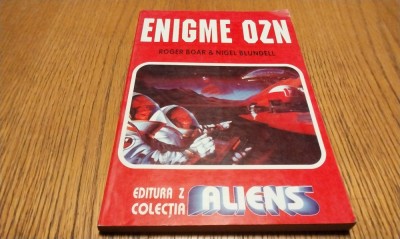 ENIGME OZN
ROGER BOAR & NIGEL BLUNDELL
EDITURA Z
COLECȚIA ALIENS